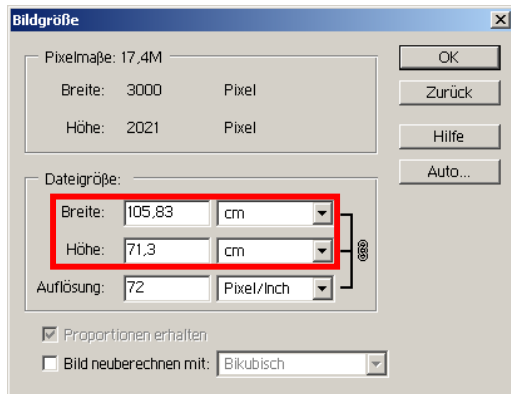 Bildgröße
Pixelmaße: 17,4M
Breite: 3000 Pixel
Höhe: 2021 Pixel
OK
Zurück
Hilfe
Auto...
Dateigröße:
Breite: 105,83 cm
Höhe: 71,3 cm
Auflösung: 72 Pixel/Inch
Proportionen erhalten
Bild neuberechnen mit: Bikubisch